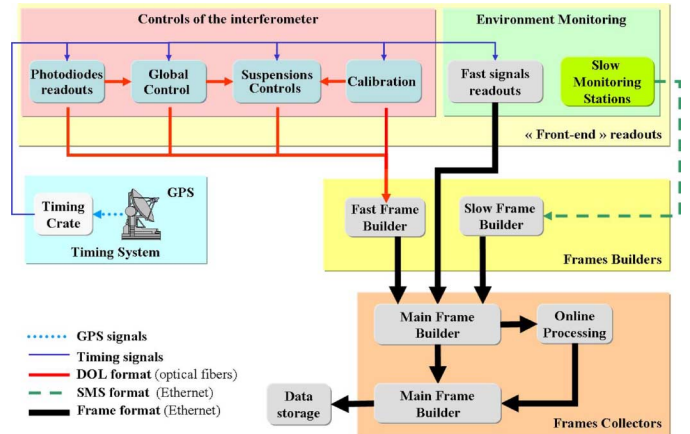 Controls of the interferometer
Environment Monitoring
Photodiodes
readouts
Global
Control
Suspensions
Controls
Calibration
Fast signals
readouts
Slow
Monitoring
Stations
« Front-end » readouts
Timing
Crate
GPS
Timing System
Fast Frame
Builder
Slow Frame
Builder
Frames Builders
Main Frame
Builder
Online
Processing
Data
storage
Main Frame
Builder
Frames Collectors
GPS signals
Timing signals
DOL format (optical fibers)
SMS format (Ethernet)
Frame format (Ethernet)